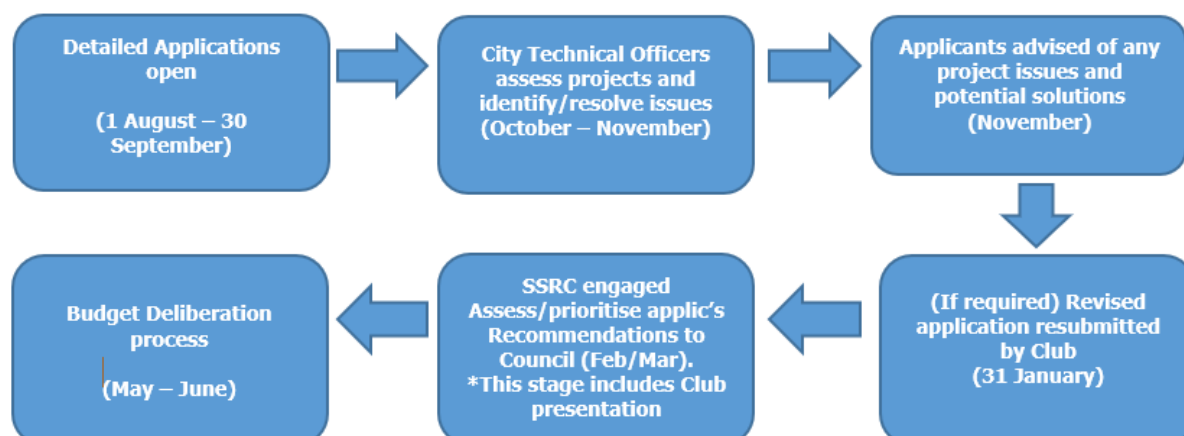 Detailed Applications
open
(1 August – 30
September)
City Technical Officers
assess projects and
identify/resolve issues
(October – November)
Applicants advised of any
project issues and
potential solutions
(November)
(If required) Revised
application resubmitted
by Club
(31 January)
SSRC engaged
Assess/prioritise applic's
Recommendations to
Council (Feb/Mar).
*This stage includes Club
presentation
Budget Deliberation
process
(May – June)